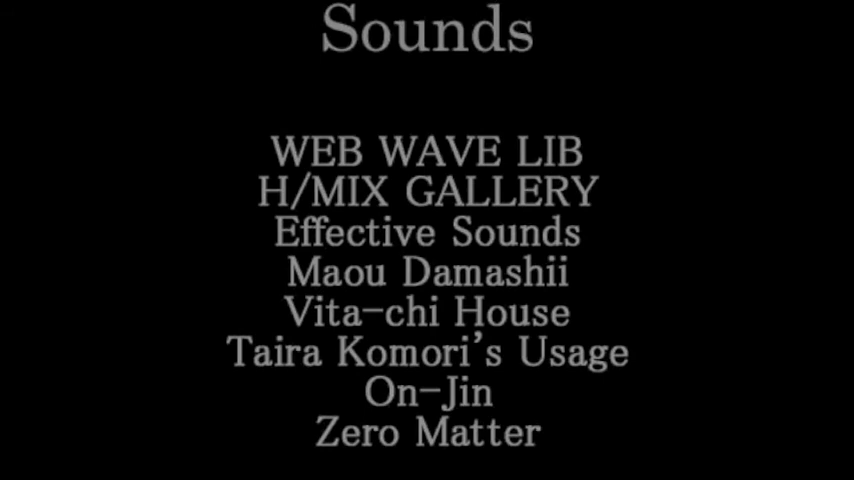 Sounds
WEB WAVE LIB
H/MIX GALLERY
Effective Sounds
Maou Damashii
Vita-chi House
Taira Komori's Usage
On-Jin
Zero Matter